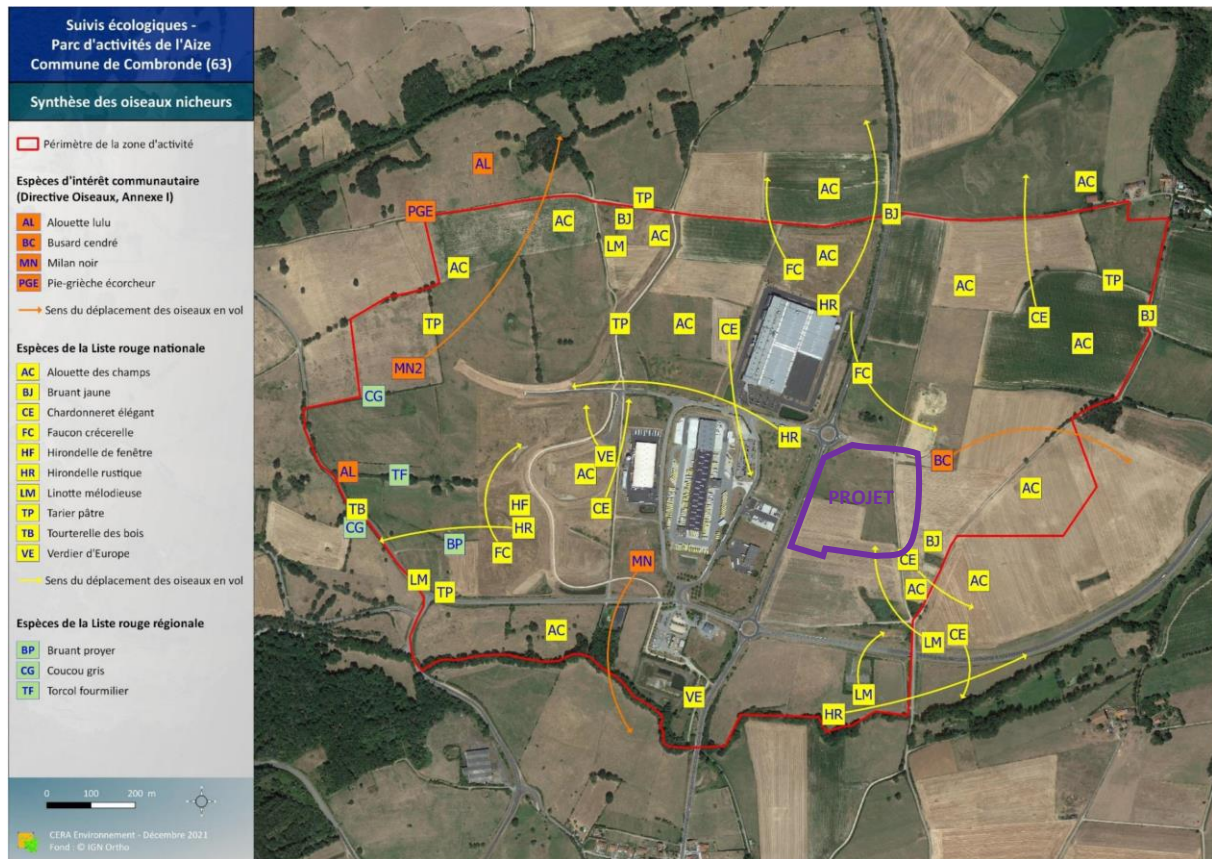 Suivis écologiques -
Parc d'activités de l'Aize
Commune de Combronde (63)
Synthèse des oiseaux nicheurs
Périmètre de la zone d'activité
Espèces d'intérêt communautaire
(Directive Oiseaux, Annexe I)
AL Alouette lulu
BC Busard cendré
MN Milan noir
PGE Pie-grièche écorcheur
Sens du déplacement des oiseaux en vol
Espèces de la Liste rouge nationale
AC Alouette des champs
BJ Bruant jaune
CE Chardonneret élégant
FC Faucon crécerelle
HF Hirondelle de fenêtre
HR Hirondelle rustique
LM Linotte mélodieuse
TP Tarier pâtre
TB Tourterelle des bois
VE Verdier d'Europe
Sens du déplacement des oiseaux en vol
Espèces de la Liste rouge régionale
BP Bruant proyer
CG Coucou gris
TF Torcol fourmilier
0 100 200 m
CERA Environnement - Décembre 2021
Fond : © IGN Ortho
AL
AC
AC
PGE
TP
AC
BJ
BJ
LM
AC
AC
AC
FC
TP
AC
HR
TP
TP
AC
CE
CE
BJ
AC
MN2
FC
CG
HR
VE
BC
AL
TF
AC
AC
PROJET
HF
CE
TB
CG
HR
BP
FC
BJ
MN
CE
LM
TP
AC
AC
AC
LM
CE
VE
LM
HR